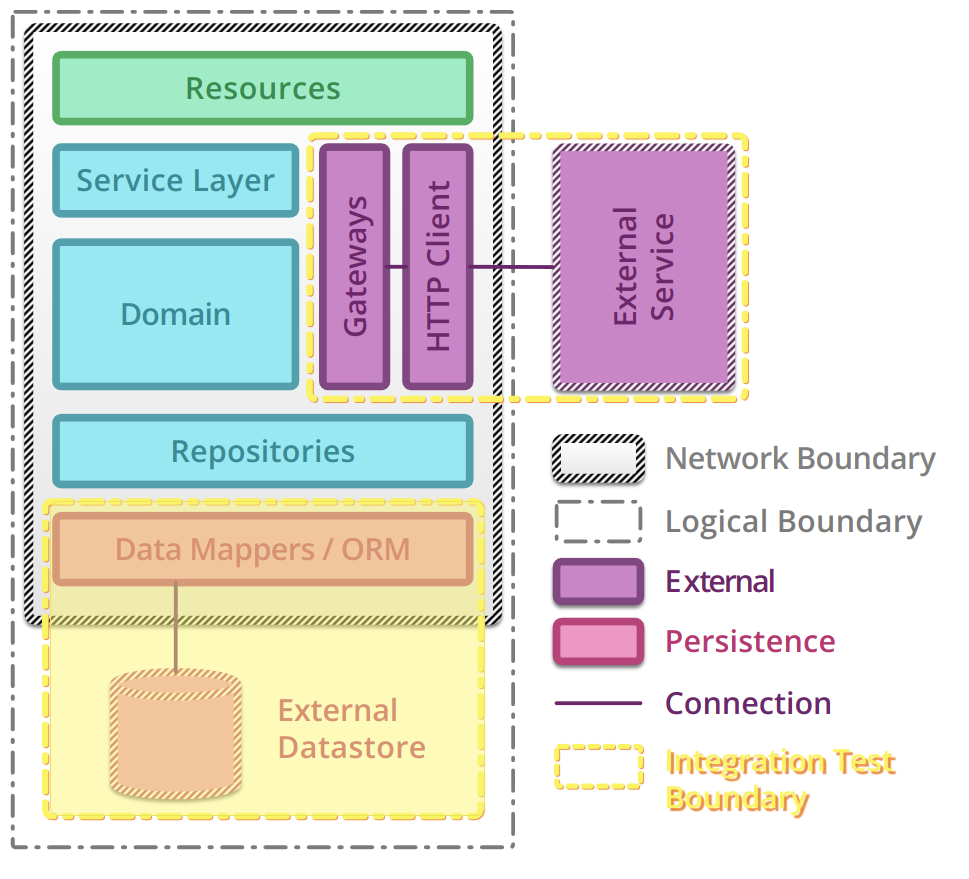 Resources
Service Layer
Gateways
HTTP Client
External
Service
Domain
Repositories
Data Mappers / ORM
External
Datastore
Network Boundary
Logical Boundary
External
Persistence
Connection
Integration Test
Boundary